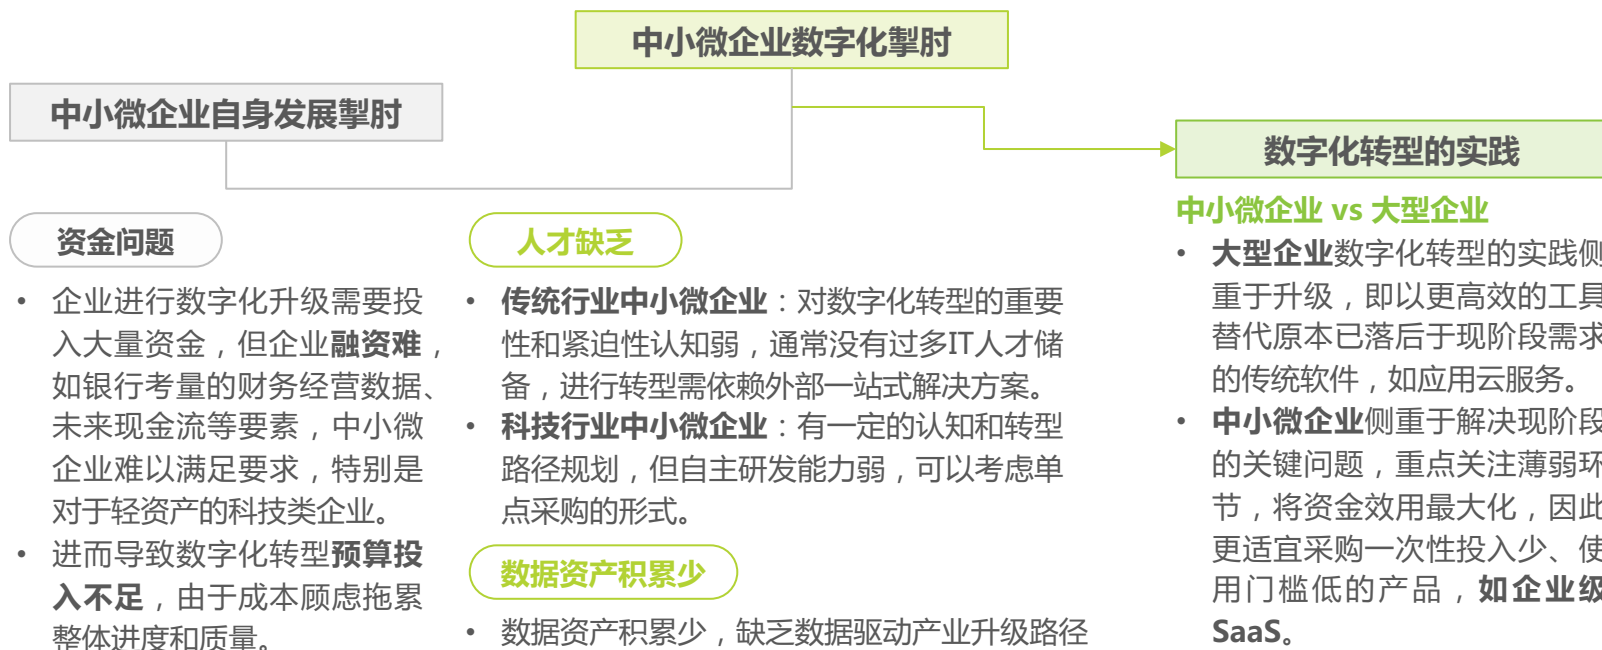 中小微企业数字化掣肘
中小微企业自身发展掣肘
资金问题
• 企业进行数字化升级需要投
入大量资金，但企业融资难，
如银行考量的财务经营数据、
未来现金流等要素，中小微
企业难以满足要求，特别是
对于轻资产的科技类企业。
• 进而导致数字化转型预算投
入不足，由于成本顾虑拖累
整体进度和质量。
人才缺乏
• 传统行业中小微企业：对数字化转型的重要
性和紧迫性认知弱，通常没有过多IT人才储
备，进行转型需依赖外部一站式解决方案。
• 科技行业中小微企业：有一定的认知和转型
路径规划，但自主研发能力弱，可以考虑单
点采购的形式。
数据资产积累少
• 数据资产积累少，缺乏数据驱动产业升级路径
数字化转型的实践
中小微企业 vs 大型企业
• 大型企业数字化转型的实践侧
重于升级，即以更高效的工具
替代原本已落后于现阶段需求
的传统软件，如应用云服务。
• 中小微企业侧重于解决现阶段
的关键问题，重点关注薄弱环
节，将资金效用最大化，因此
更适宜采购一次性投入少、使
用门槛低的产品，如企业级
SaaS。